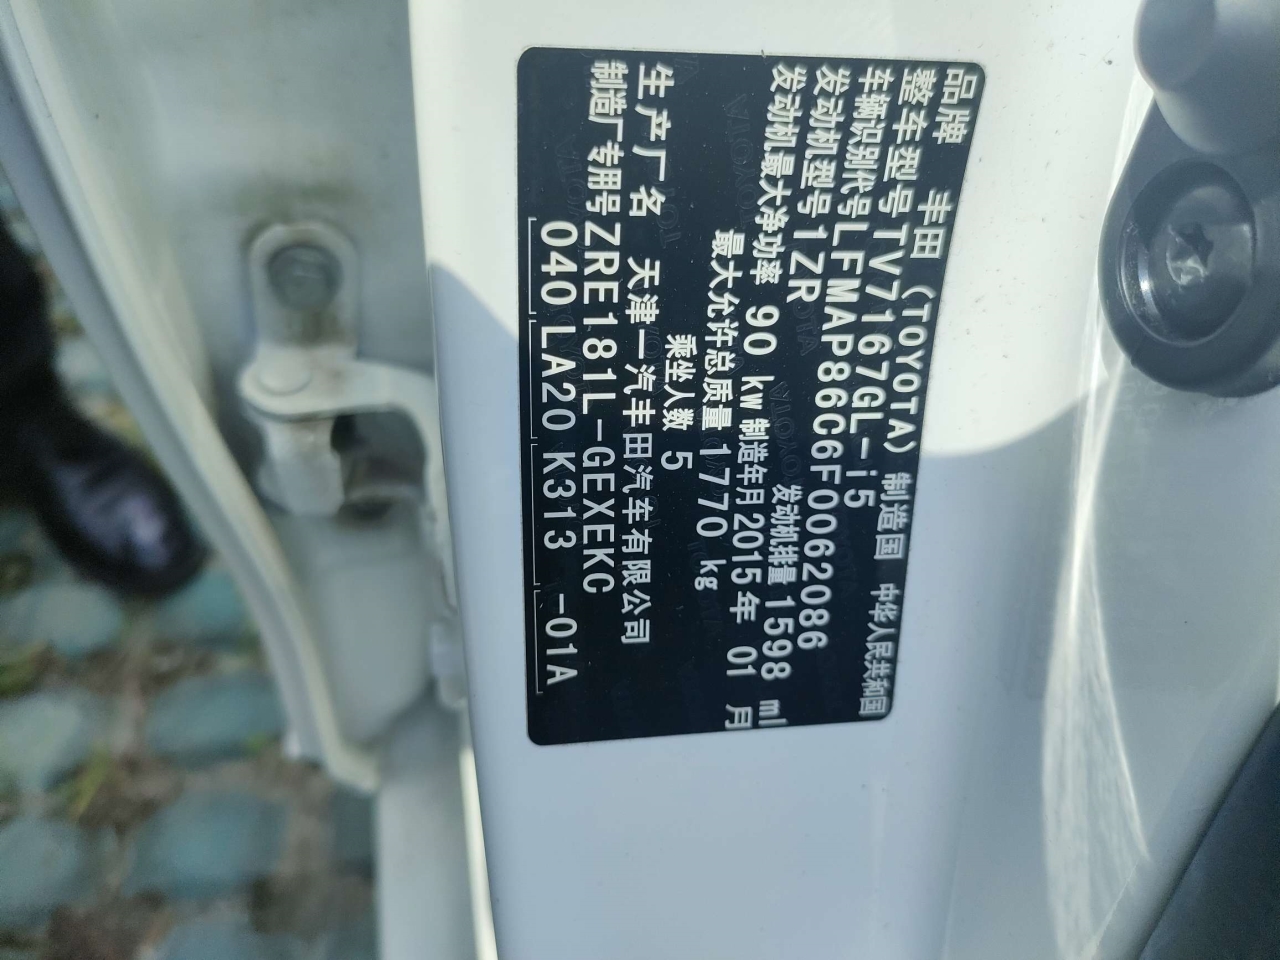 品牌 丰田 (TOYOTA) 制造国 中华人民共和国
整车型号 TV7167GL-i5
车辆识别代号 LFMAP86C6F0062086
发动机型号 1ZR 发动机排量 1598 ml
发动机最大净功率 90 kw 制造年月 2015年 01 月
最大允许总质量 1770 kg
乘坐人数 5
生产厂名 天津一汽丰田汽车有限公司
制造厂专用号 ZRE181L-GEXEKC
040 LA20 K313 -01A